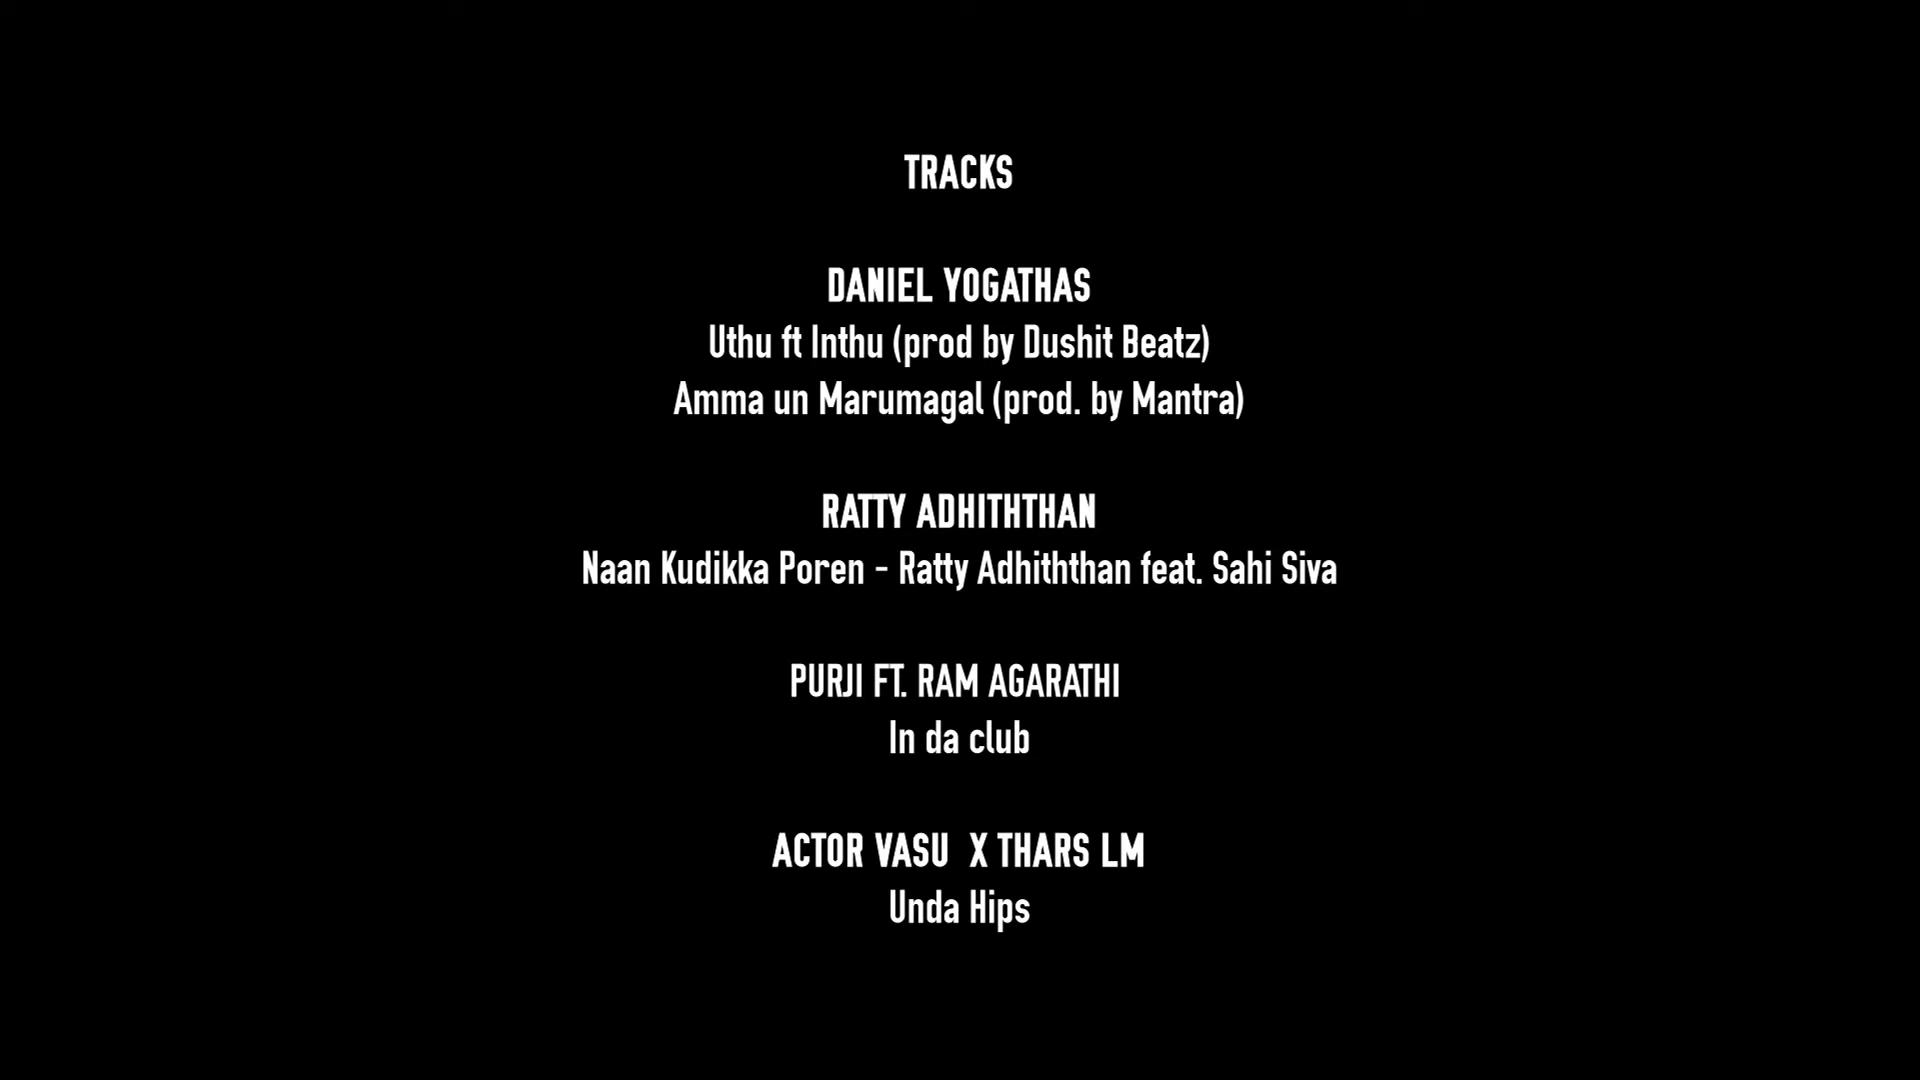 TRACKS
DANIEL YOGATHAS
Uthu ft Inthu (prod by Dushit Beatz)
Amma un Marumagal (prod. by Mantra)
RATTY ADHITHTHAN
Naan Kudikka Poren - Ratty Adhiththan feat. Sahi Siva
PURJI FT. RAM AGARATHI
In da club
ACTOR VASU  X THARS LM
Unda Hips